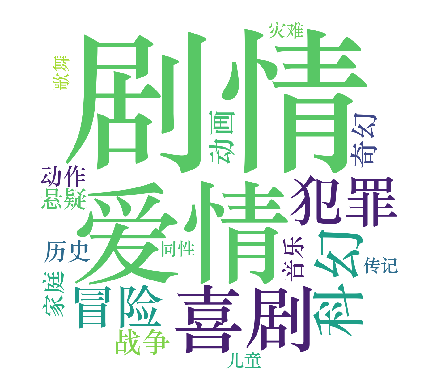 灾难
歌舞
剧情
动画
奇幻
动作
悬疑
爱情
犯罪
历史
同性
音乐
科幻
传记
家庭
冒险
喜剧
战争
儿童